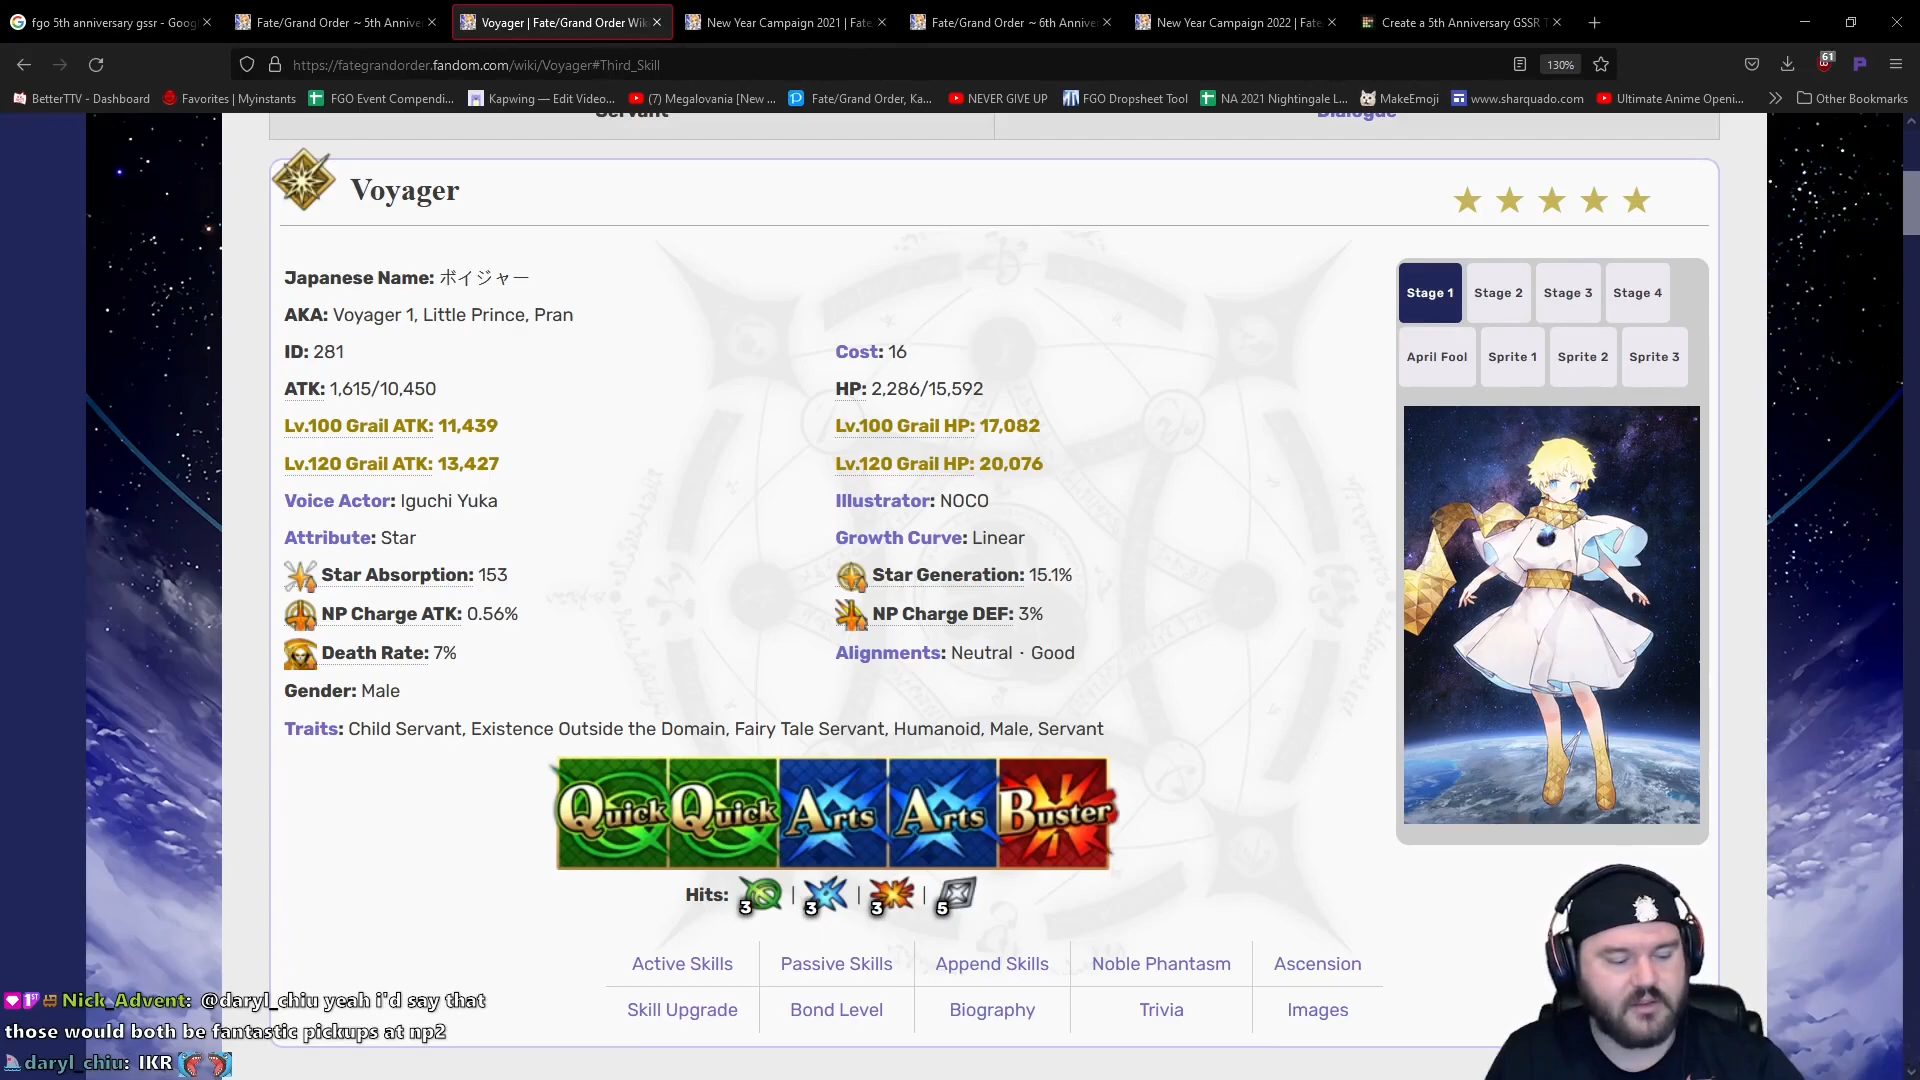 fgo 5th anniversary gssr - Goog
Fate/Grand Order ~ 5th Annive
Voyager | Fate/Grand Order Wik
New Year Campaign 2021 | Fate
Fate/Grand Order ~ 6th Annive
New Year Campaign 2022 | Fate
Create a 5th Anniversary GSSR T
https://fategrandorder.fandom.com/wiki/Voyager#Third_Skill
130%
61
BetterTTV - Dashboard
Favorites | Myinstants
FGO Event Compendi...
Kapwing — Edit Video...
(7) Megalovania [New ...
Fate/Grand Order, Ka...
NEVER GIVE UP
FGO Dropsheet Tool
NA 2021 Nightingale L...
MakeEmoji
www.sharquado.com
Ultimate Anime Openi...
Other Bookmarks
Servant
Dialogue
Voyager
Japanese Name: ボイジャー
AKA: Voyager 1, Little Prince, Pran
ID: 281
Cost: 16
ATK: 1,615/10,450
HP: 2,286/15,592
Lv.100 Grail ATK: 11,439
Lv.100 Grail HP: 17,082
Lv.120 Grail ATK: 13,427
Lv.120 Grail HP: 20,076
Voice Actor: Iguchi Yuka
Illustrator: NOCO
Attribute: Star
Growth Curve: Linear
Star Absorption: 153
Star Generation: 15.1%
NP Charge ATK: 0.56%
NP Charge DEF: 3%
Death Rate: 7%
Alignments: Neutral · Good
Gender: Male
Traits: Child Servant, Existence Outside the Domain, Fairy Tale Servant, Humanoid, Male, Servant
Quick Quick Arts Arts Buster
Hits: 3 | 3 | 3 | 5
Active Skills
Passive Skills
Append Skills
Noble Phantasm
Ascension
Skill Upgrade
Bond Level
Biography
Trivia
Images
Stage 1
Stage 2
Stage 3
Stage 4
April Fool
Sprite 1
Sprite 2
Sprite 3
1ST Nick_Advent: @daryl_chiu yeah i'd say that
those would both be fantastic pickups at np2
daryl_chiu: IKR